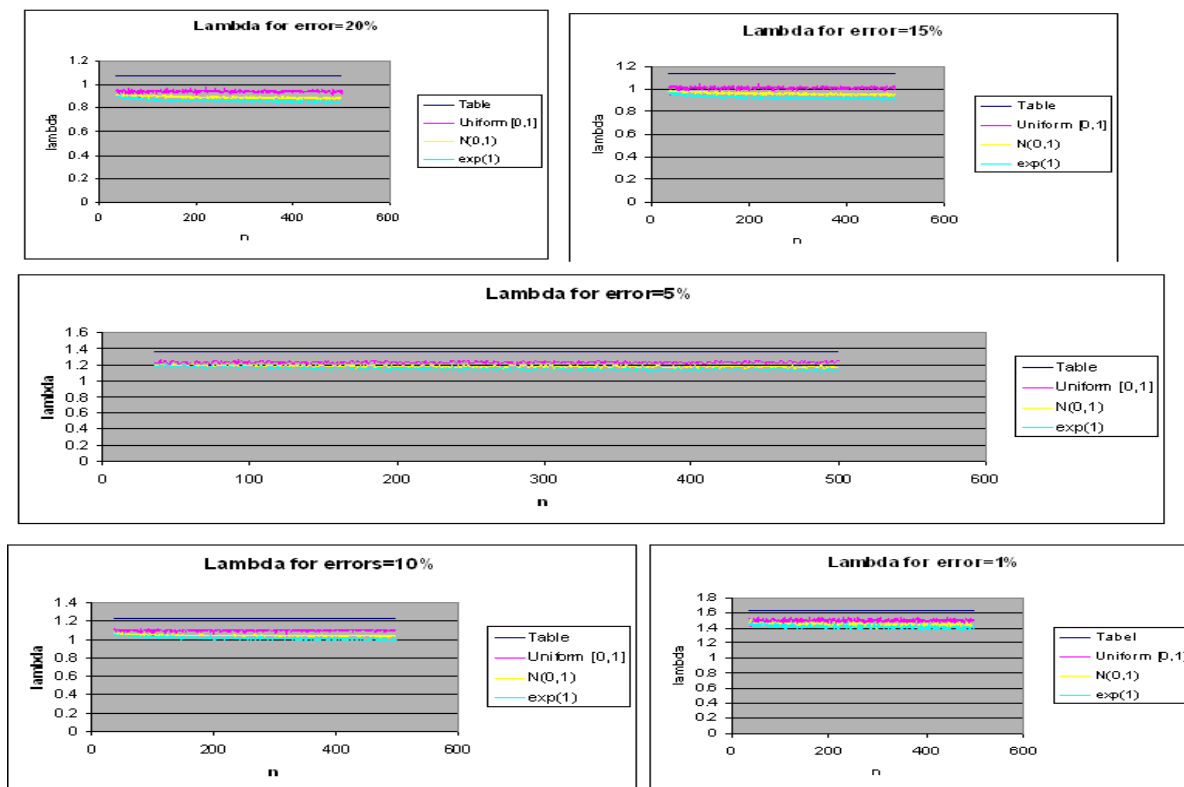 Lambda for error=20%
1.2
1
0.8
0.6
0.4
0.2
0
lambda
0 200 400 600
n
Table
Uniform [0,1]
N(0,1)
exp(1)
Lambda for error=15%
1.2
1
0.8
0.6
0.4
0.2
0
lambda
0 200 400 600
n
Table
Uniform [0,1]
N(0,1)
exp(1)
Lambda for error=5%
1.6
1.4
1.2
1
0.8
0.6
0.4
0.2
0
lambda
0 100 200 300 400 500 600
n
Table
Uniform [0,1]
N(0,1)
exp(1)
Lambda for errors=10%
1.4
1.2
1
0.8
0.6
0.4
0.2
0
lambda
0 200 400 600
n
Table
Uniform [0,1]
N(0,1)
exp(1)
Lambda for error=1%
1.8
1.6
1.4
1.2
1
0.8
0.6
0.4
0.2
0
lambda
0 200 400 600
n
Tabel
Uniform [0,1]
N(0,1)
exp(1)